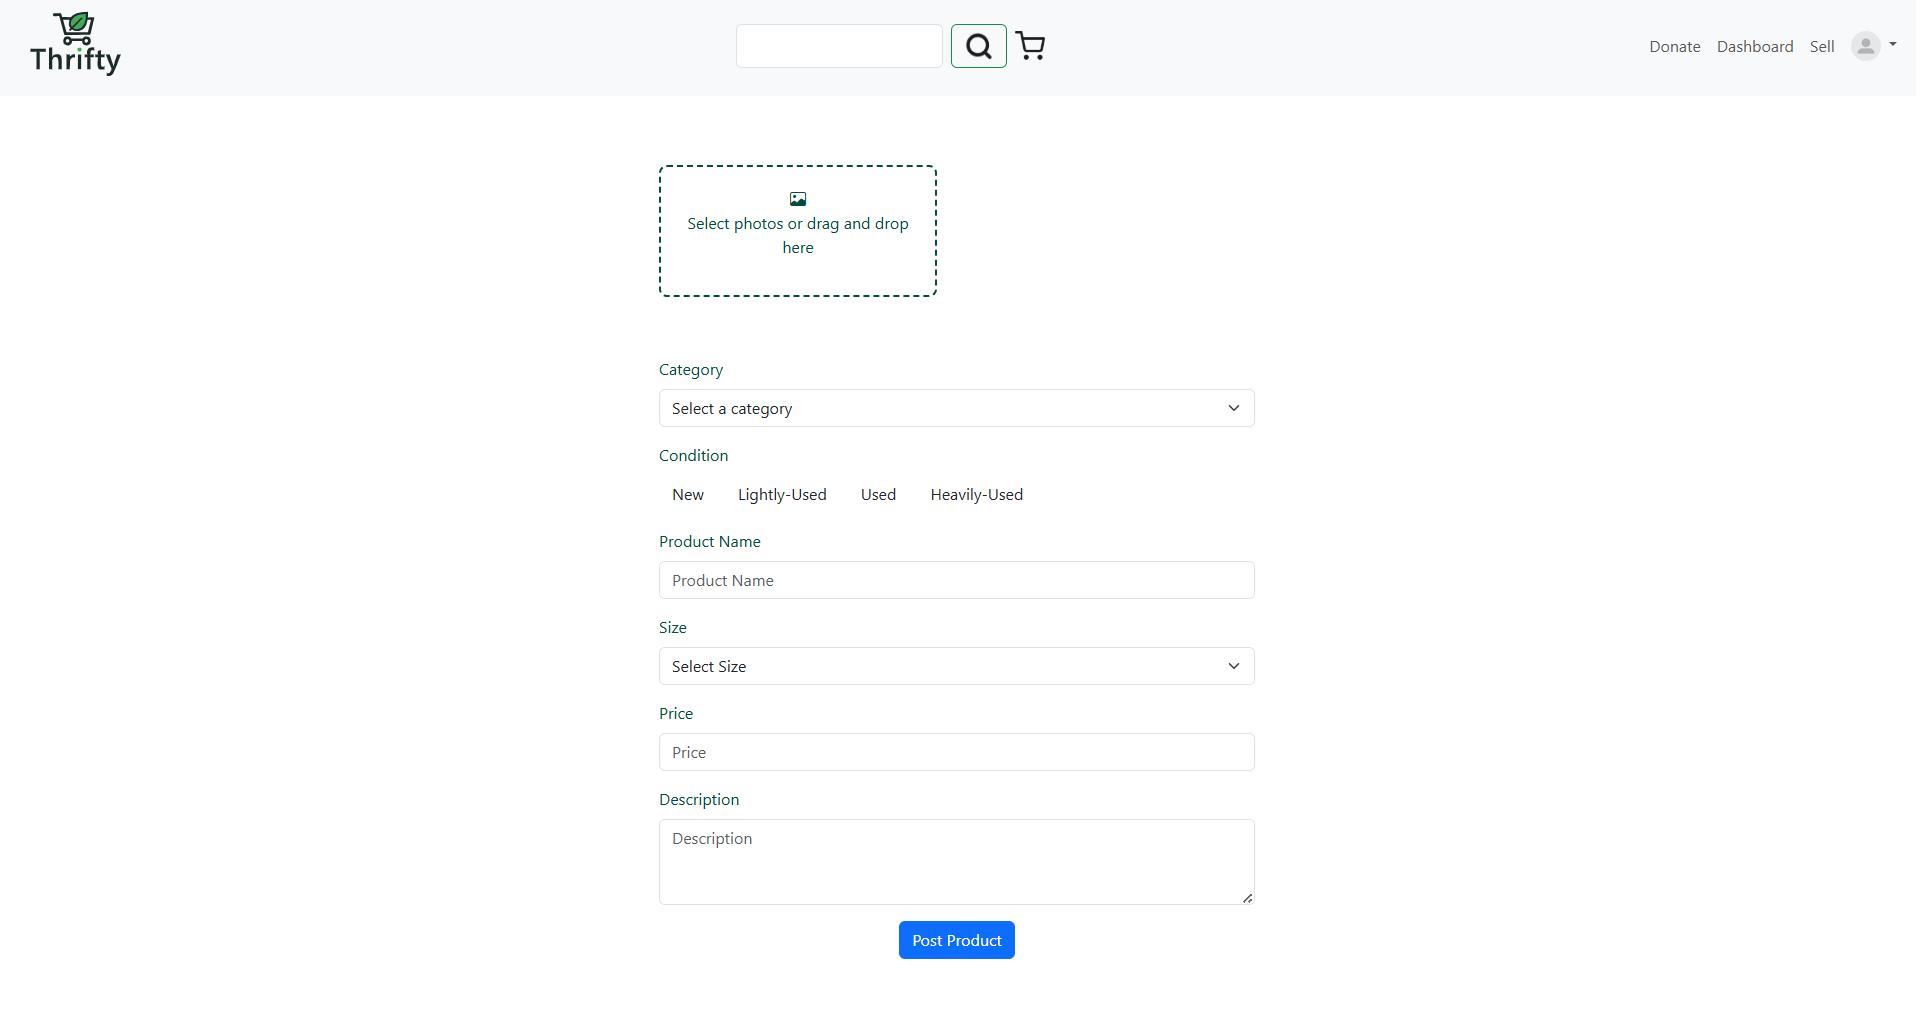 Thrifty
Donate Dashboard Sell
Select photos or drag and drop
here
Category
Select a category
Condition
New Lightly-Used Used Heavily-Used
Product Name
Product Name
Size
Select Size
Price
Price
Description
Description
Post Product